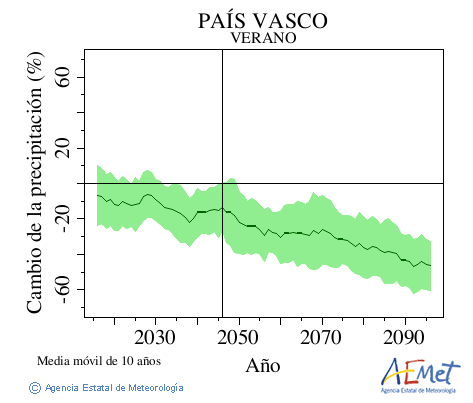 PAÍS VASCO
VERANO
Cambio de la precipitación (%)
60
20
-20
-60
2030
2050
2070
2090
Año
Media móvil de 10 años
© Agencia Estatal de Meteorología
AEMet
Agencia Estatal de Meteorología